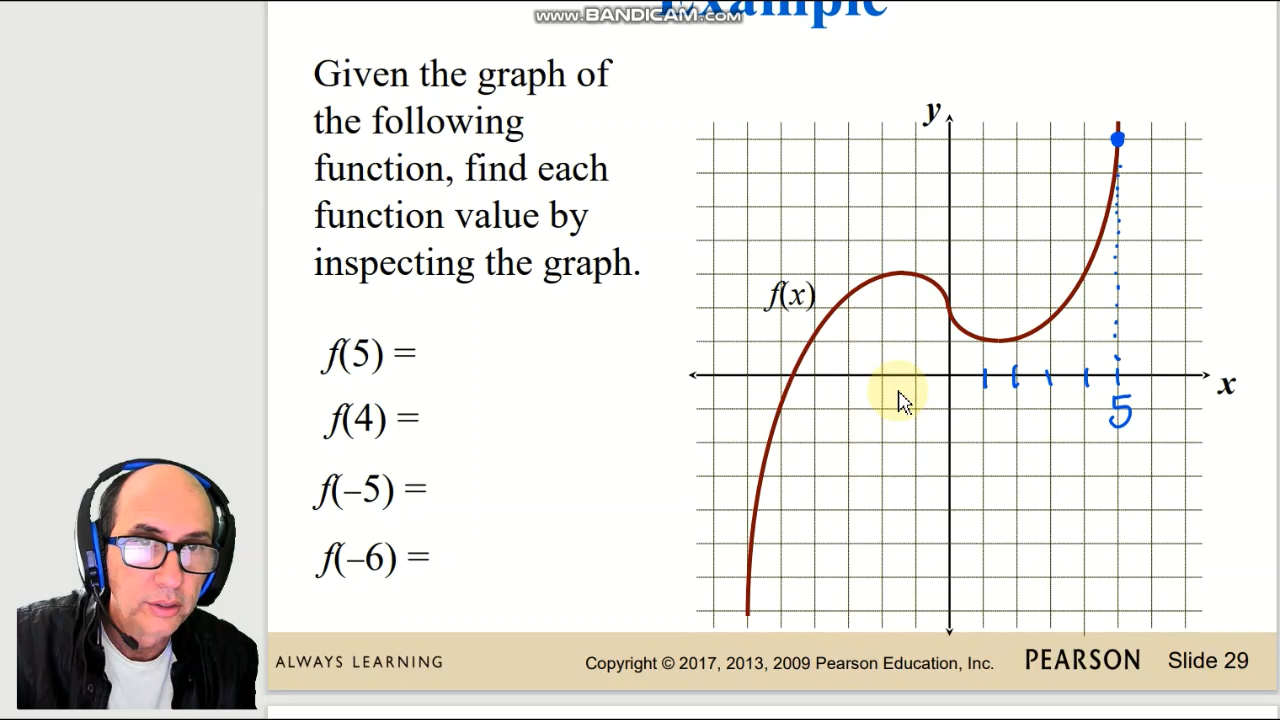 www.BANDICAM.com
Example
Given the graph of
the following
function, find each
function value by
inspecting the graph.
f(5) =
f(4) =
f(–5) =
f(–6) =
y
f(x)
x
5
ALWAYS LEARNING
Copyright © 2017, 2013, 2009 Pearson Education, Inc.
PEARSON
Slide 29